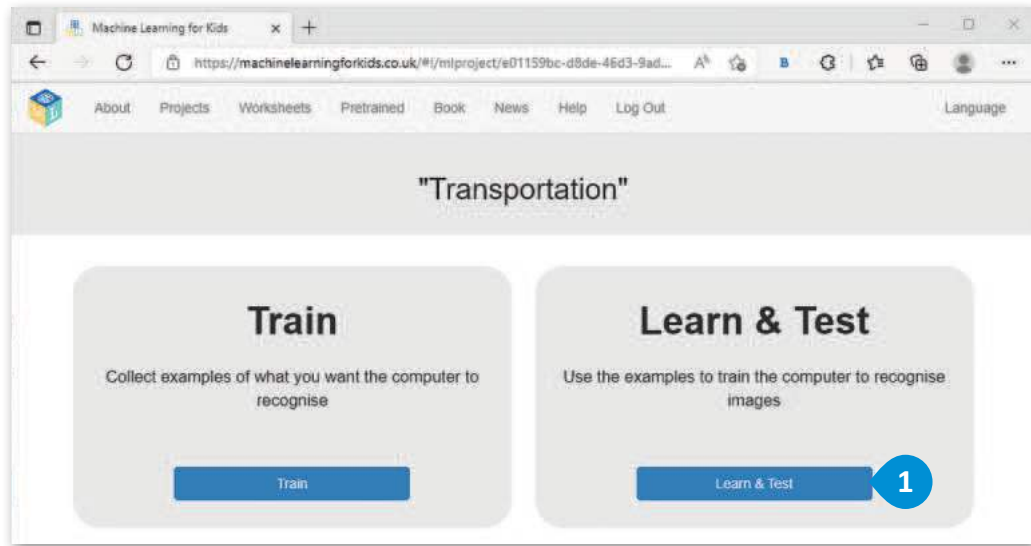 Machine Learning for Kids
https://machinelearningforkids.co.uk/#!/mlproject/e01159bc-d8de-46d3-9ad...
About Projects Worksheets Pretrained Book News Help Log Out Language
"Transportation"
Train
Collect examples of what you want the computer to
recognise
Train
Learn & Test
Use the examples to train the computer to recognise
images
Learn & Test
1